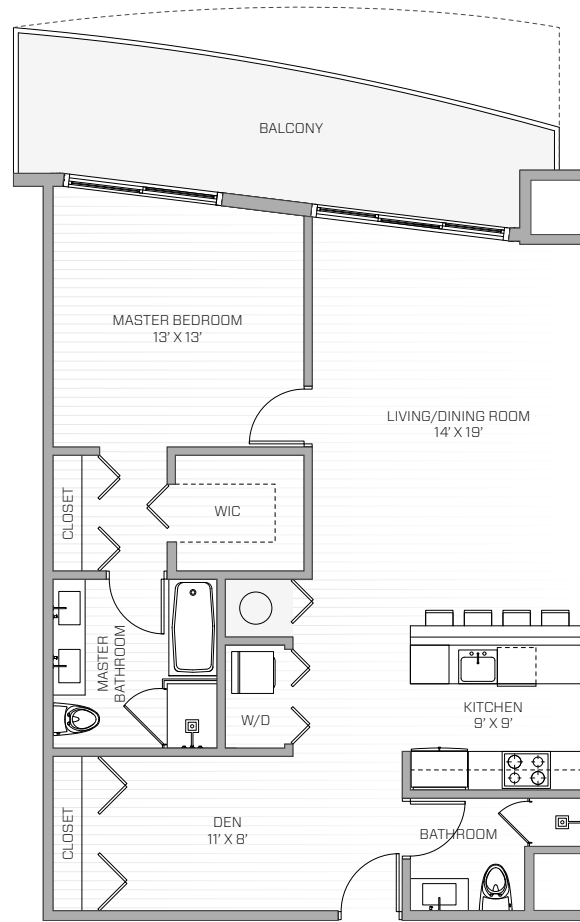 BALCONY
MASTER BEDROOM
13' X 13'
LIVING/DINING ROOM
14' X 19'
CLOSET
WIC
MASTER
BATHROOM
W/D
KITCHEN
9' X 9'
CLOSET
DEN
11' X 8'
BATHROOM